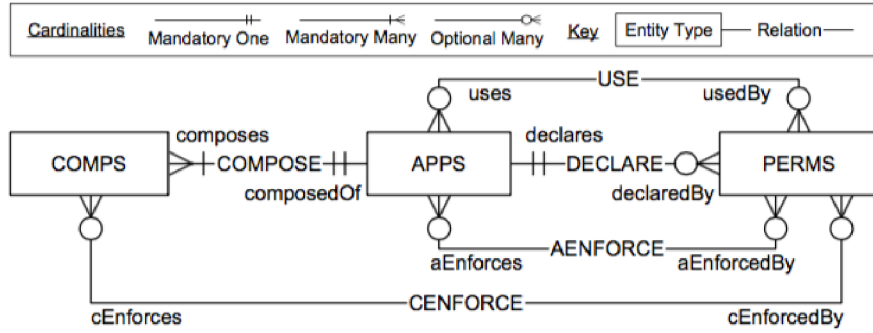 Cardinalities Mandatory One Mandatory Many Optional Many Key Entity Type Relation
uses USE usedBy
composes declares
COMPS COMPOSE APPS DECLARE PERMS
composedOf declaredBy
aEnforces AENFORCE aEnforcedBy
cEnforces CENFORCE cEnforcedBy